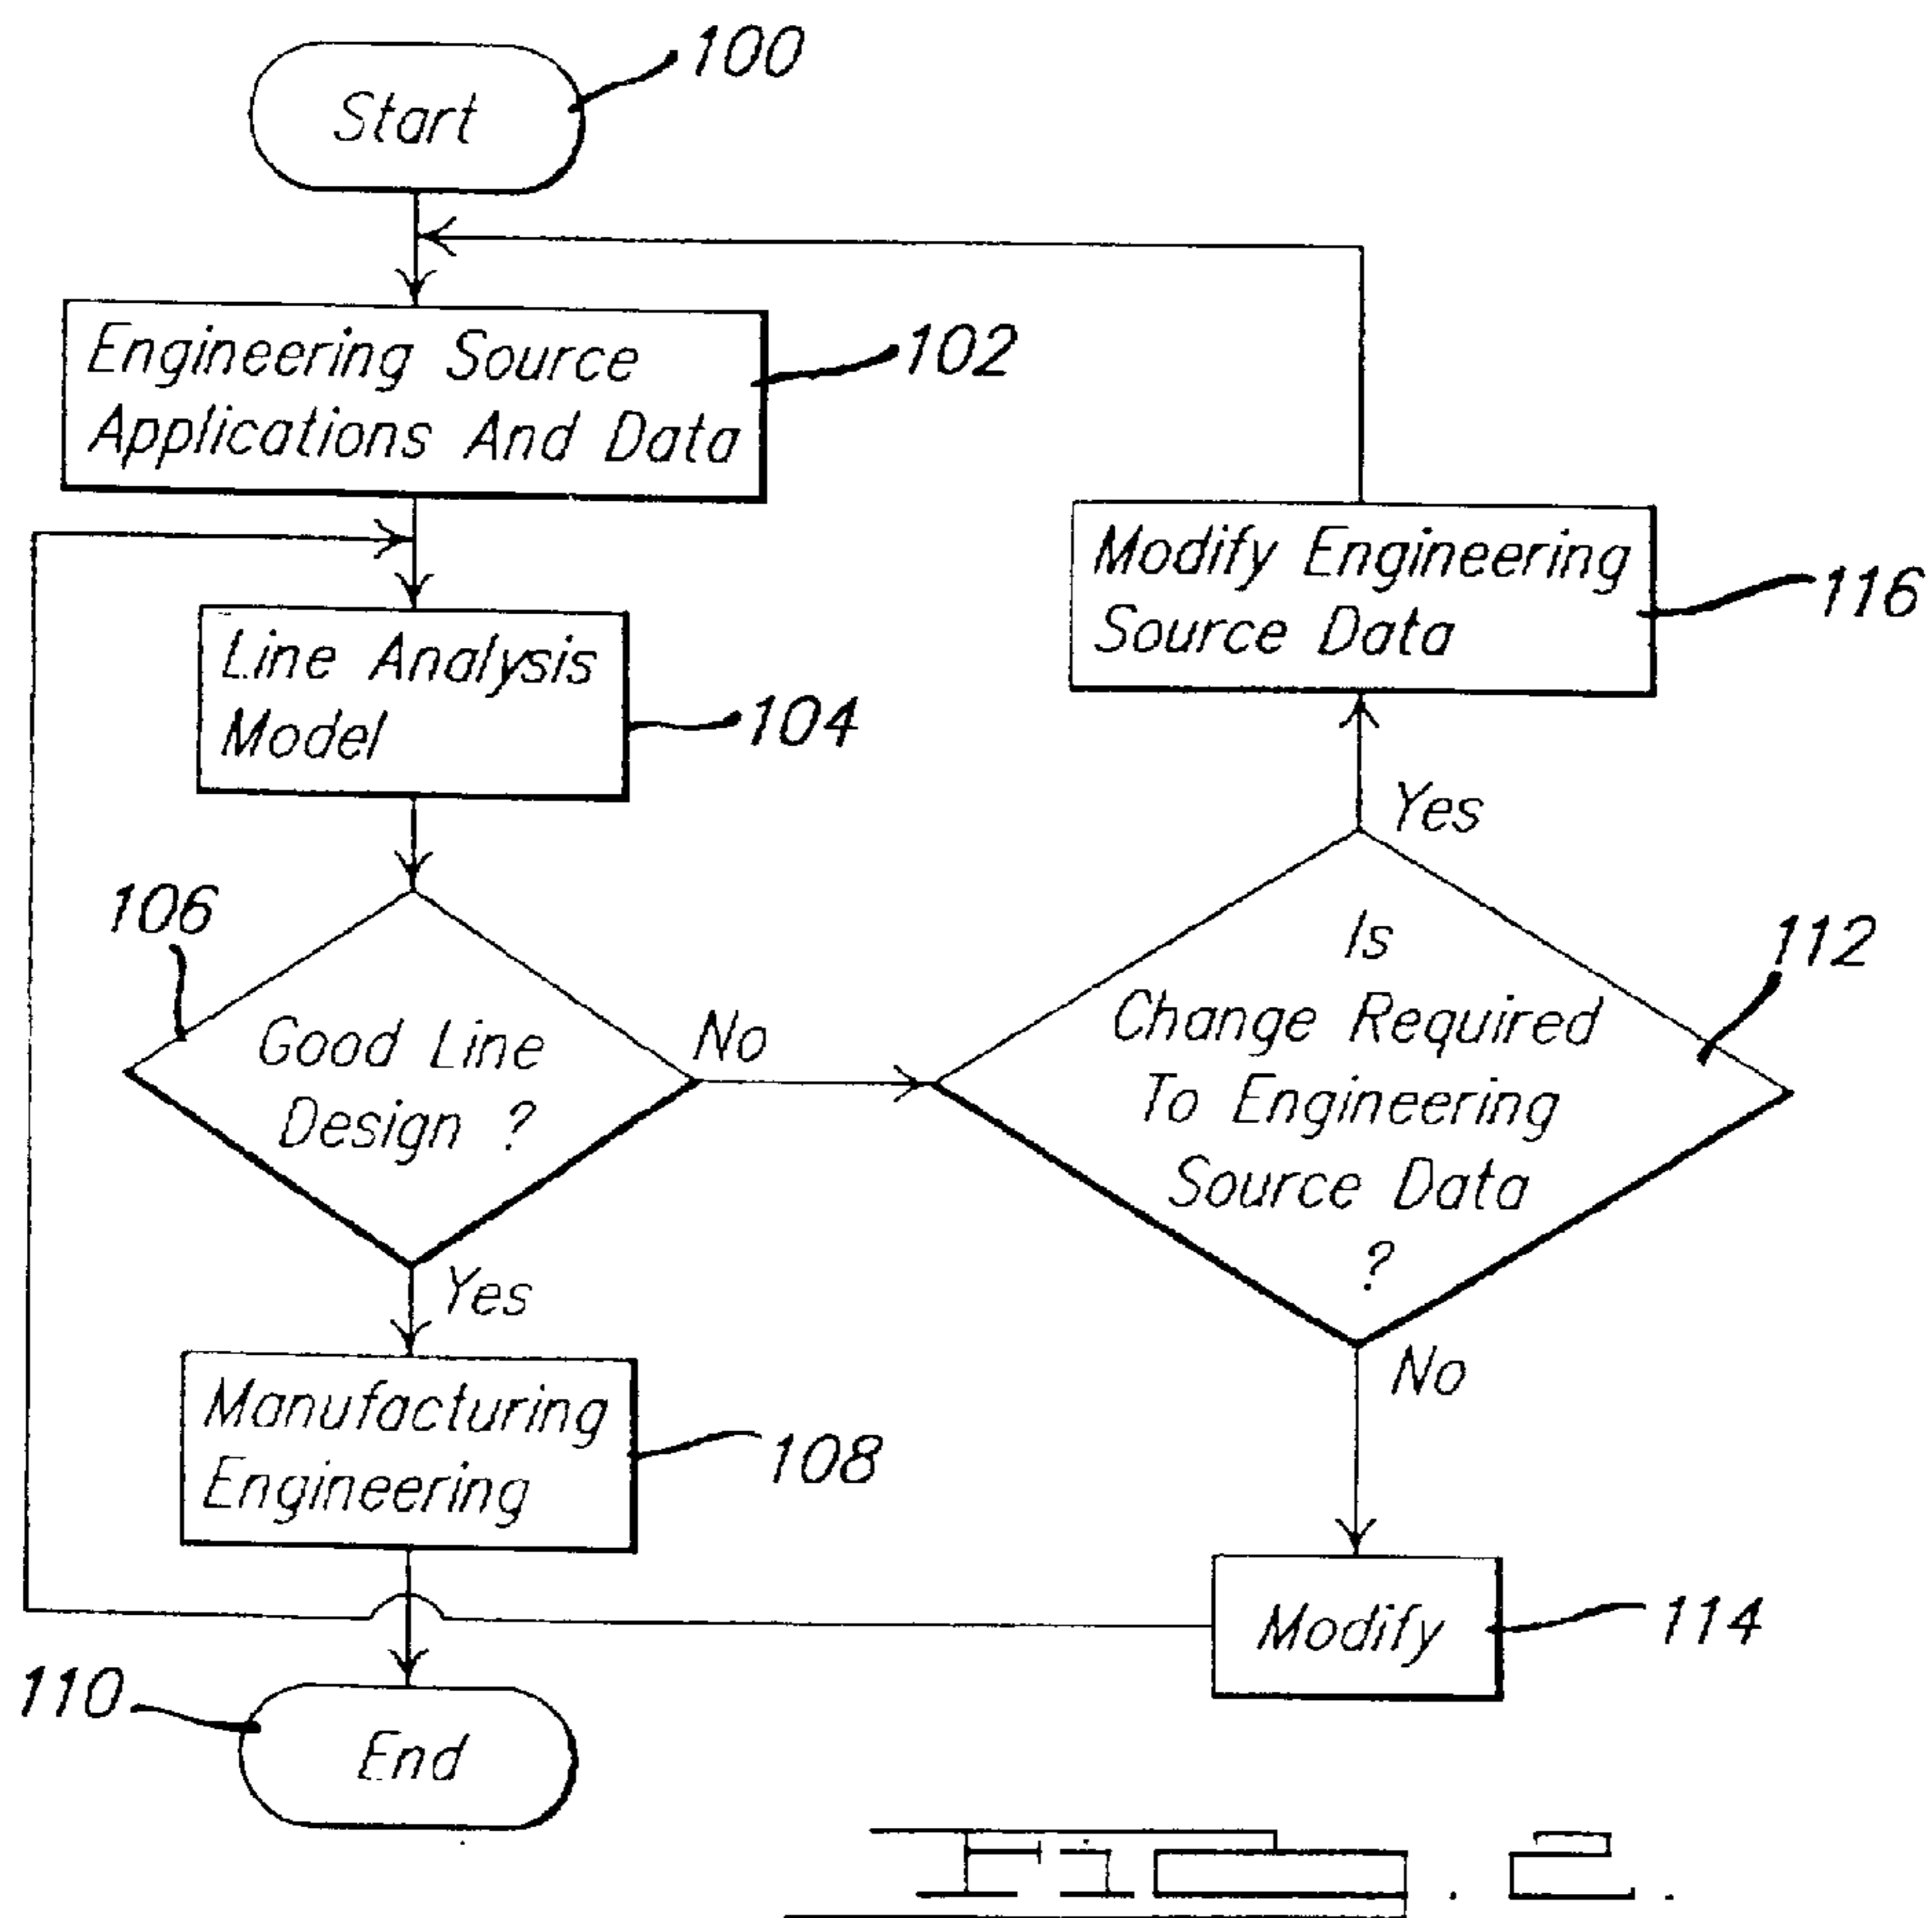 100
Start
Engineering Source
Applications And Data
102
Modify Engineering
Source Data
116
Line Analysis
Model
104
Yes
106
Good Line
Design ?
No
Is
Change Required
To Engineering
Source Data
?
112
Yes
No
Manufacturing
Engineering
108
Modify
114
110
End
Fig. 2.